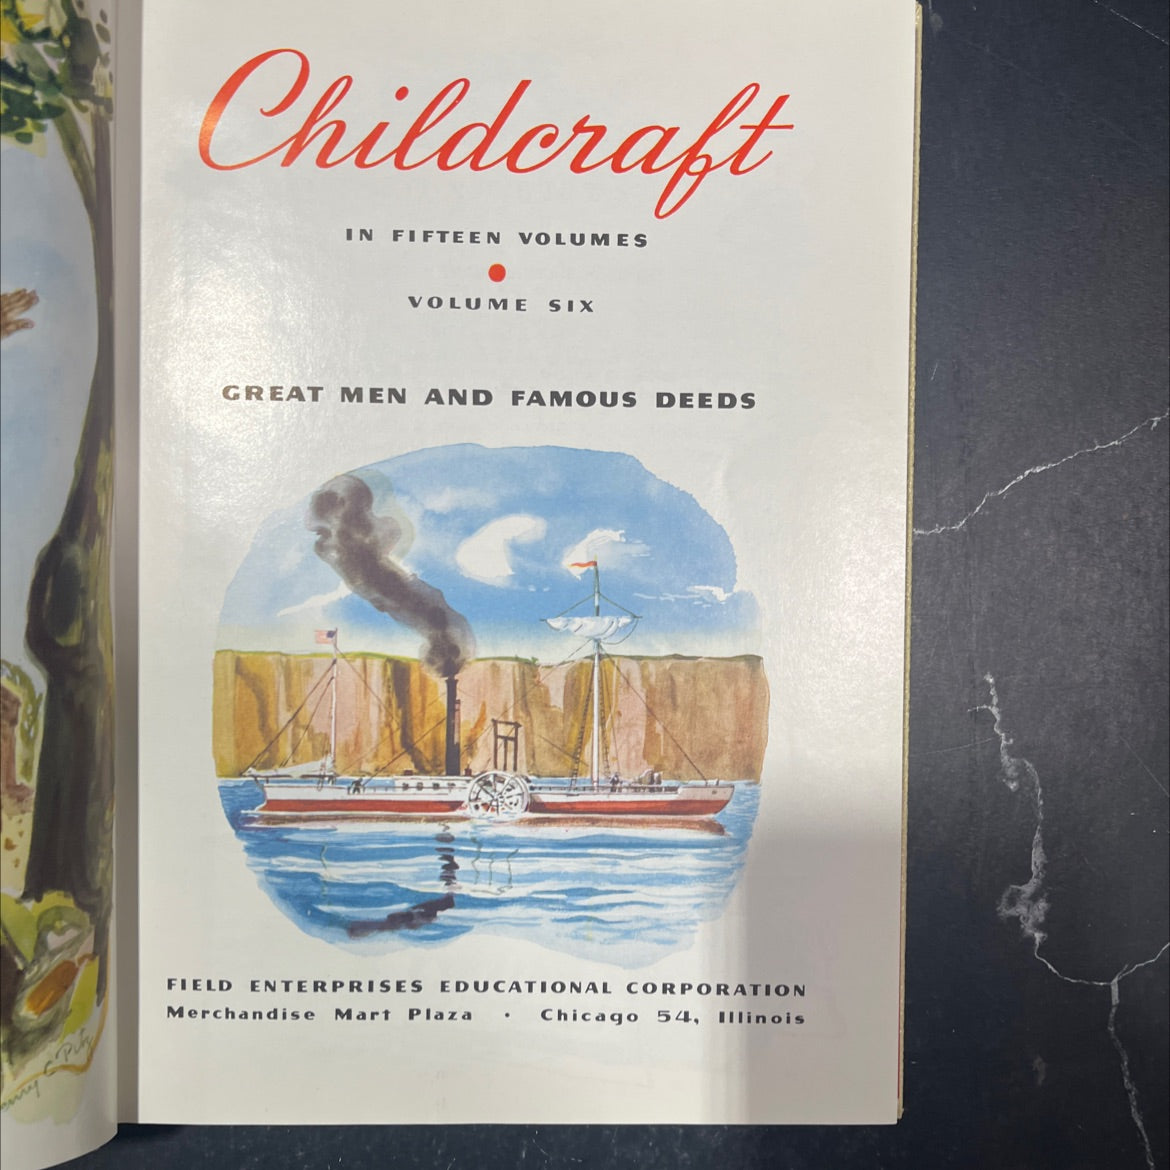 Childcraft
IN FIFTEEN VOLUMES
VOLUME SIX
GREAT MEN AND FAMOUS DEEDS
FIELD ENTERPRISES EDUCATIONAL CORPORATION
Merchandise Mart Plaza • Chicago 54, Illinois